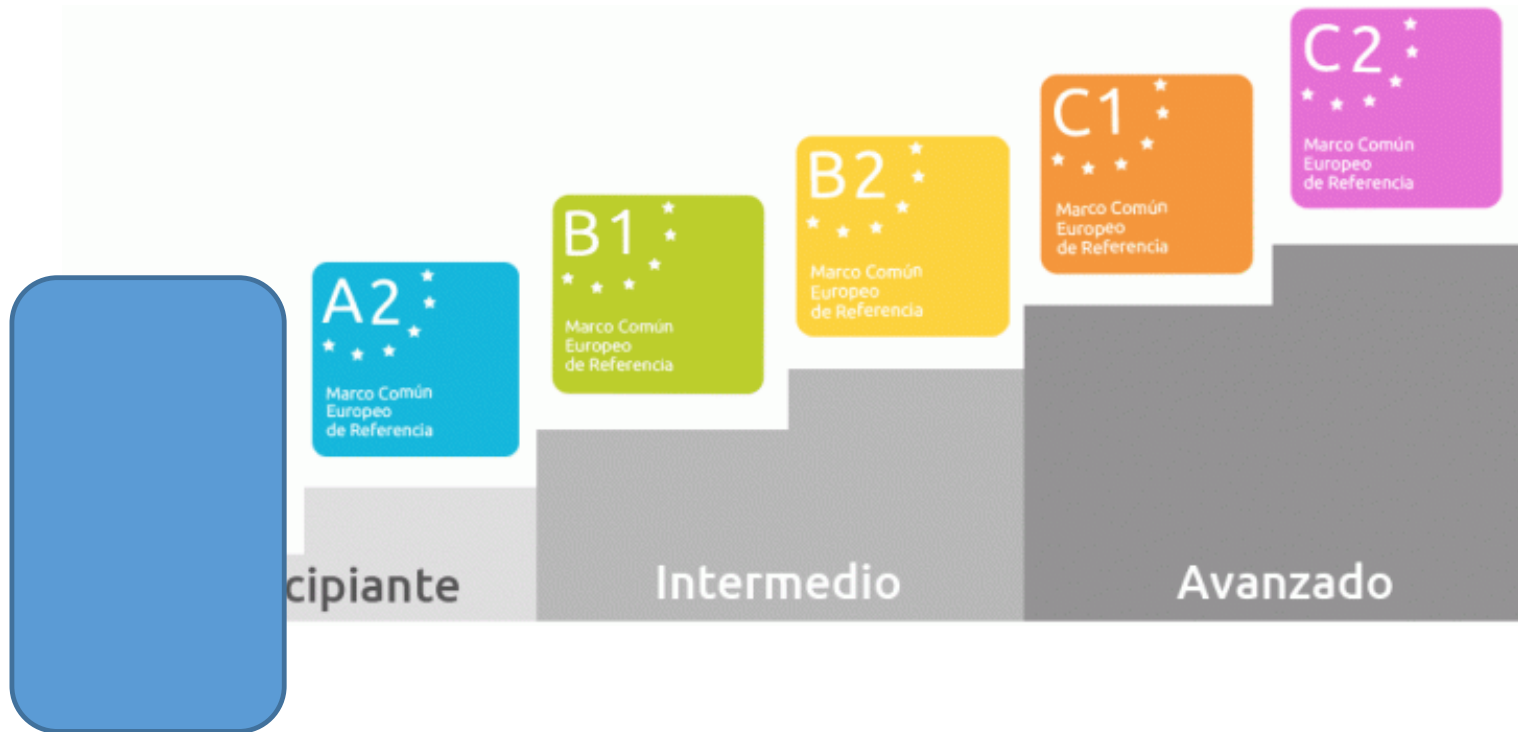 A2
Marco Común
Europeo
de Referencia
B1
Marco Común
Europeo
de Referencia
B2
Marco Común
Europeo
de Referencia
C1
Marco Común
Europeo
de Referencia
C2
Marco Común
Europeo
de Referencia
cipiante
Intermedio
Avanzado